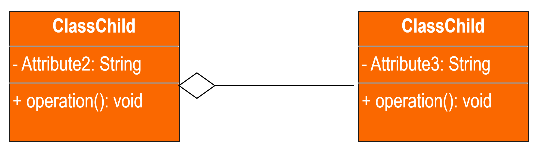 ClassChild
- Attribute2: String
+ operation(): void
ClassChild
- Attribute3: String
+ operation(): void